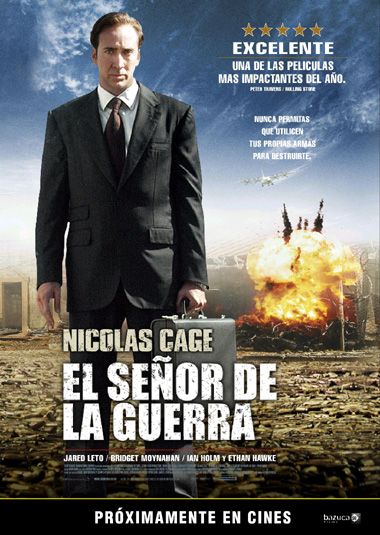 EXCELENTE
UNA DE LAS PELICULAS
MAS IMPACTANTES DEL AÑO.
PETER TRAVERS / ROLLING STONE
NUNCA PERMITAS
QUE UTILICEN
TUS PROPIAS ARMAS
PARA DESTRUIRTE.
NICOLAS CAGE
EL SEÑOR DE
LA GUERRA
JARED LETO / BRIDGET MOYNAHAN / IAN HOLM Y ETHAN HAWKE
PRÓXIMAMENTE EN CINES
bazuca
FILMS